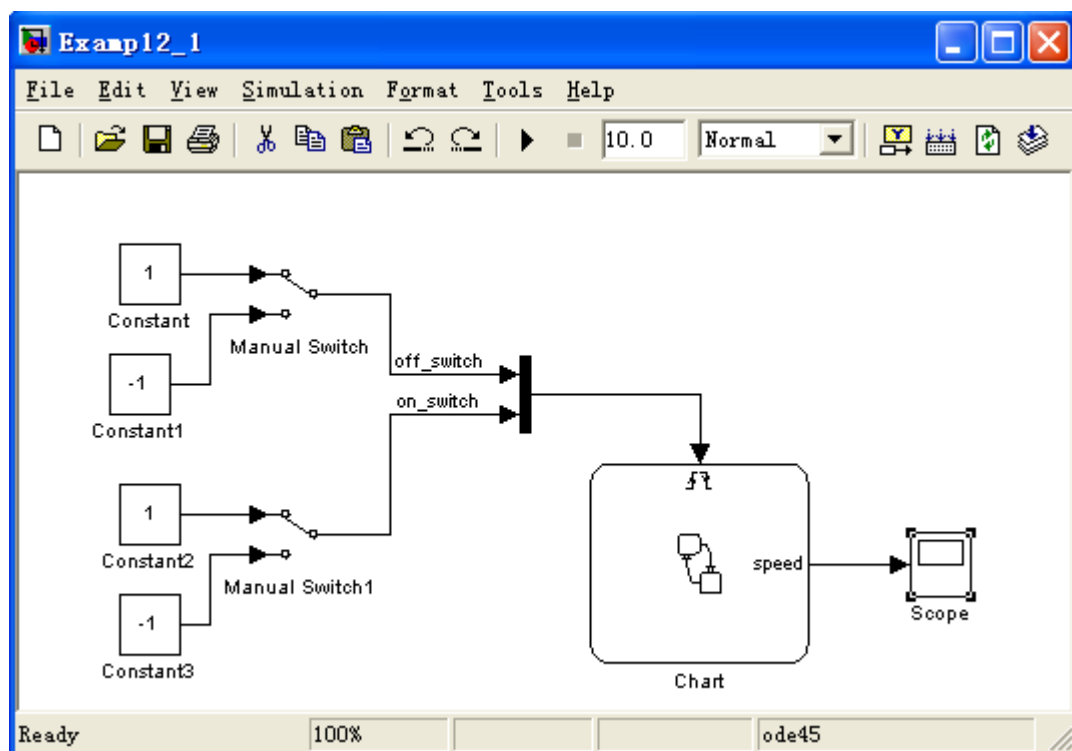 Examp12_1
File Edit View Simulation Format Tools Help
10.0 Normal
1
Constant
Manual Switch
-1
Constant1
off_switch
on_switch
1
Constant2
Manual Switch1
-1
Constant3
speed
Scope
Chart
Ready 100% ode45